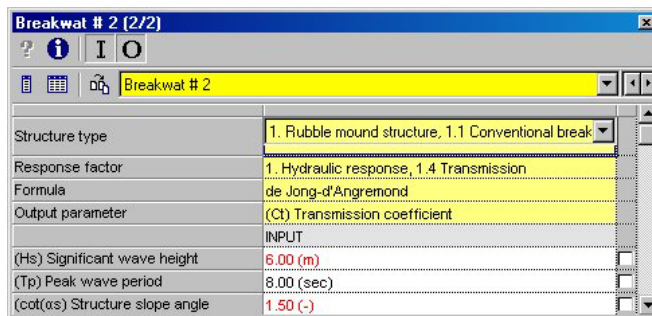 Breakwat # 2 (2/2)
? i I O
Breakwat # 2
Structure type 1. Rubble mound structure, 1.1 Conventional break
Response factor 1. Hydraulic response, 1.4 Transmission
Formula de Jong-d'Angremond
Output parameter (Ct) Transmission coefficient
INPUT
(Hs) Significant wave height 6.00 (m)
(Tp) Peak wave period 8.00 (sec)
(cot(αs) Structure slope angle 1.50 (-)